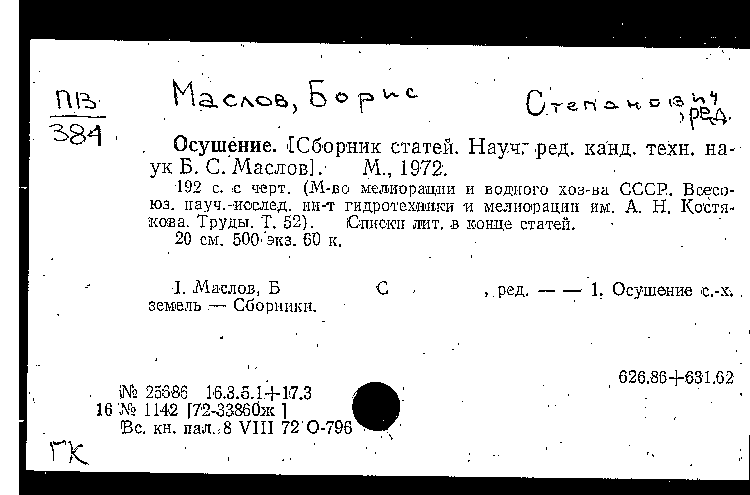 Маслов, Борис Степанович, ред.
ПВ
384
Осушение. [Сборник статей. Науч. ред. канд. техн. на-
ук Б. С. Маслов]. М., 1972.
192 с. с черт. (М-во мелиорации и водного хоз-ва СССР. Всесо-
юз. науч.-исслед. ин-т гидротехники и мелиорации им. А. Н. Костя-
кова. Труды. Т. 52). Списки лит. в конце статей.
20 см. 500 экз. 60 к.
I. Маслов, Б С , ред. — — 1. Осушение с.-х.
земель — Сборники.
626.86+631.62
№ 25686 16.3.5.1+17.3
16 № 1142 [72-33860ж]
Вс. кн. пал. 8 VIII 72 О-796
ГК